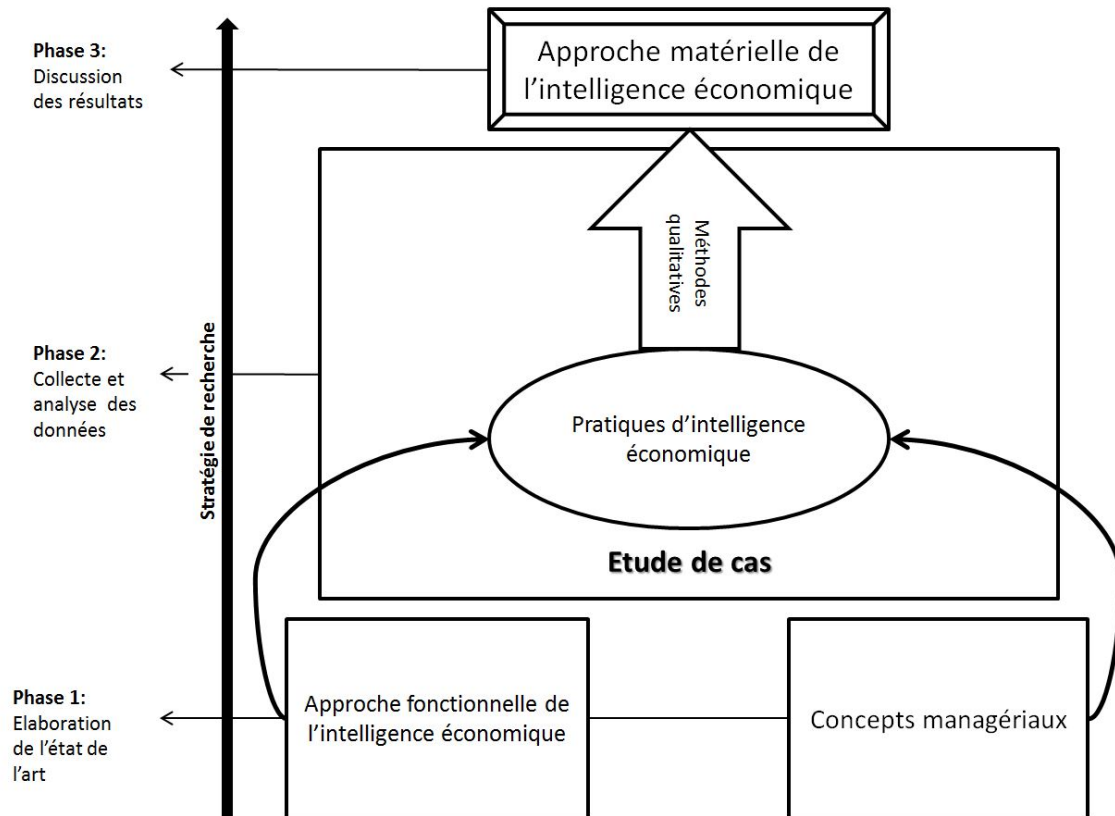 Phase 3:
Discussion
des résultats
Approche matérielle de
l'intelligence économique
Méthodes
qualitatives
Phase 2:
Collecte et
analyse des
données
Stratégie de recherche
Pratiques d'intelligence
économique
Etude de cas
Phase 1:
Elaboration
de l'état de
l'art
Approche fonctionnelle de
l'intelligence économique
Concepts managériaux